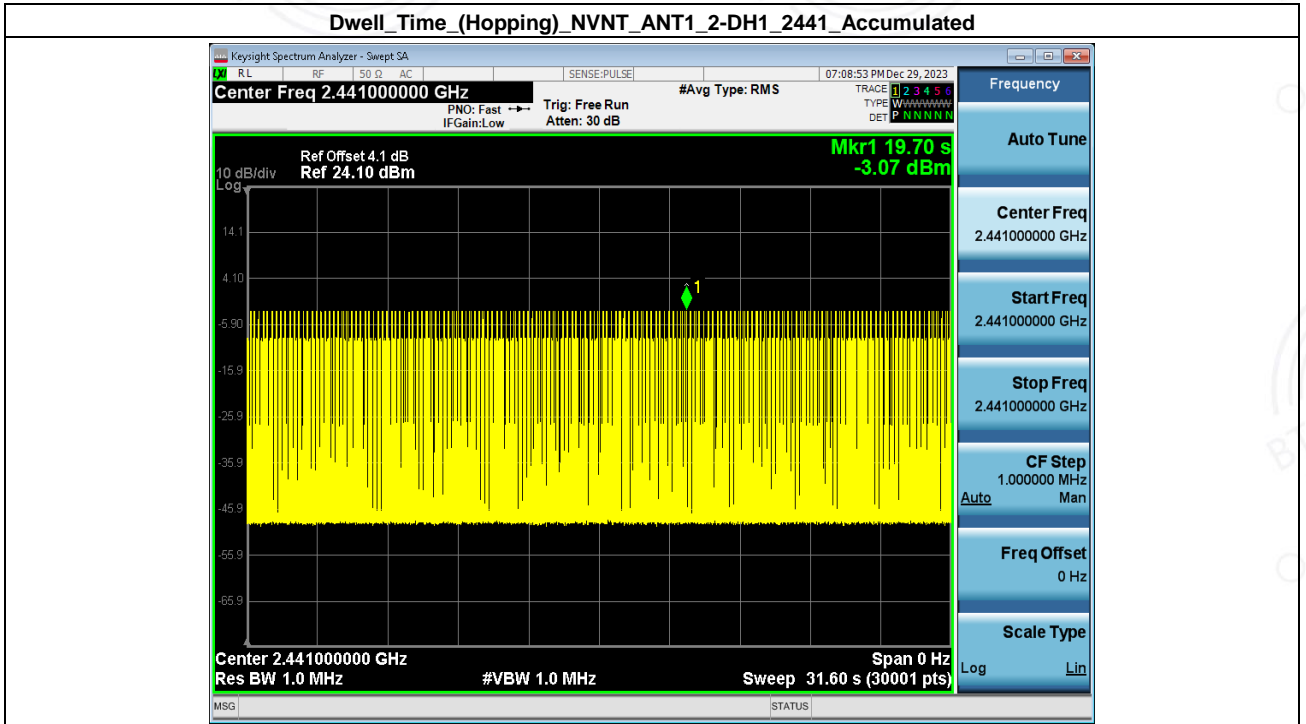 Dwell_Time_(Hopping)_NVNT_ANT1_2-DH1_2441_Accumulated
Keysight Spectrum Analyzer - Swept SA
LXI RL RF 50 Ω AC SENSE:PULSE 07:08:53 PM Dec 29, 2023
Center Freq 2.441000000 GHz
#Avg Type: RMS
TRACE 1 2 3 4 5 6
TYPE WWWWWW
DET P N N N N N
PNO: Fast
IFGain:Low
Trig: Free Run
Atten: 30 dB
Mkr1 19.70 s
-3.07 dBm
Ref Offset 4.1 dB
10 dB/div Ref 24.10 dBm
Log
14.1
4.10
-5.90
-15.9
-25.9
-35.9
-45.9
-55.9
-65.9
1
Center 2.441000000 GHz Span 0 Hz
Res BW 1.0 MHz #VBW 1.0 MHz Sweep 31.60 s (30001 pts)
MSG STATUS
Frequency
Auto Tune
Center Freq
2.441000000 GHz
Start Freq
2.441000000 GHz
Stop Freq
2.441000000 GHz
CF Step
1.000000 MHz
Auto Man
Freq Offset
0 Hz
Scale Type
Log Lin